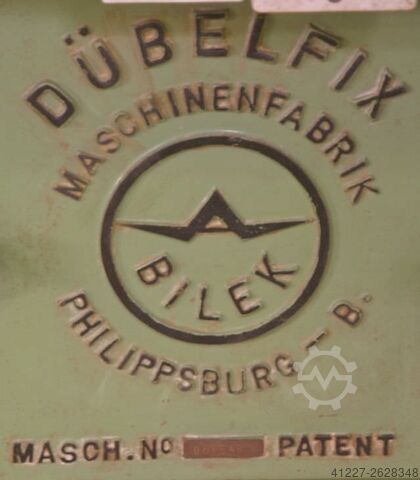 DÜBELFIX
MASCHINENFABRIK
BILEK
PHILIPPSBURG i. B.
MASCH.No PATENT
41227-2628348